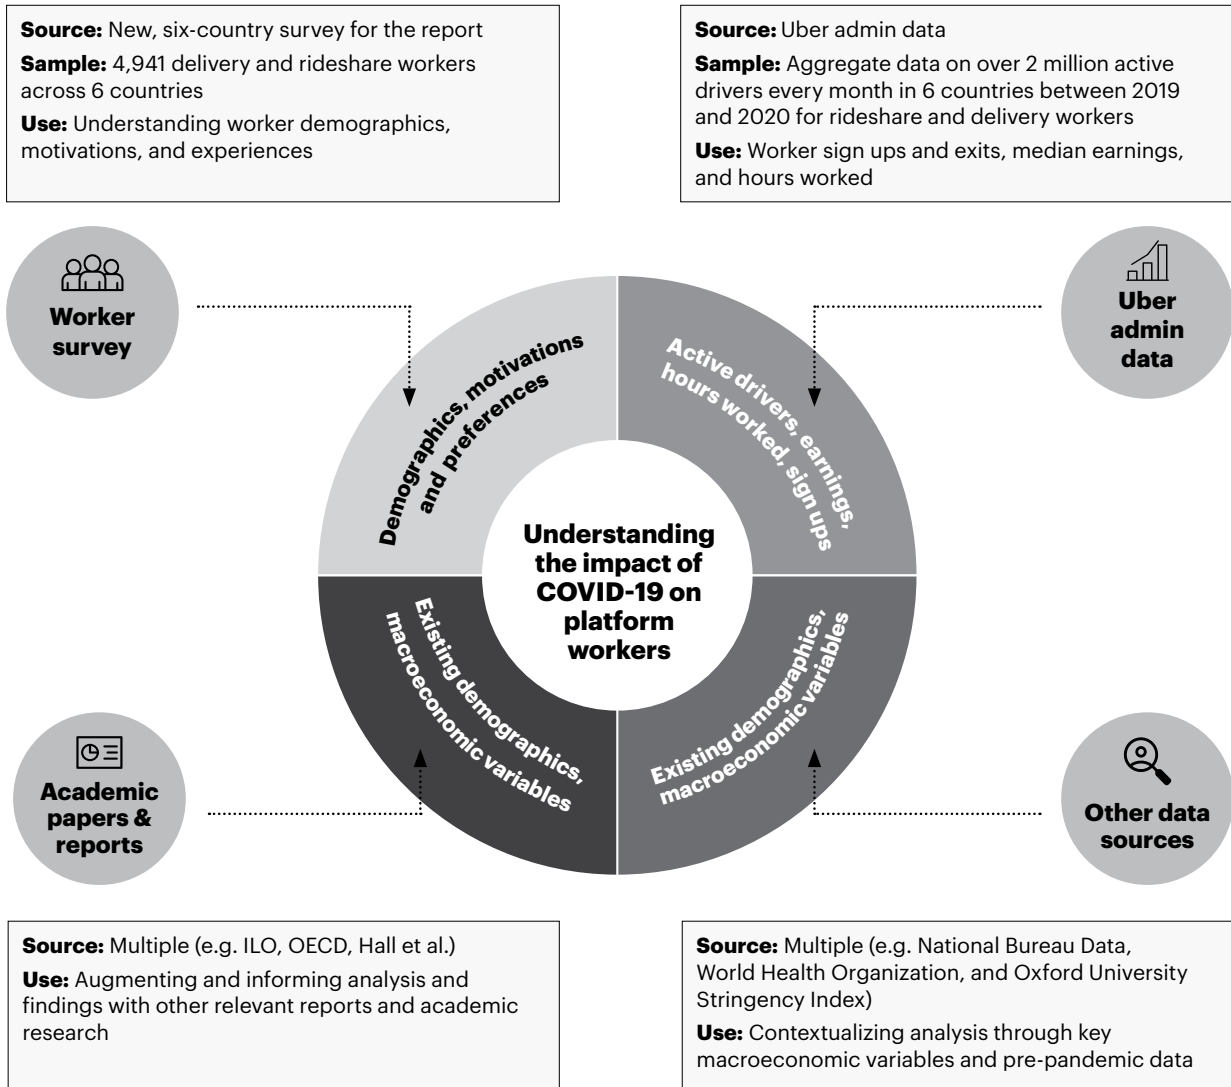 Source: New, six-country survey for the report
Sample: 4,941 delivery and rideshare workers
across 6 countries
Use: Understanding worker demographics,
motivations, and experiences
Source: Uber admin data
Sample: Aggregate data on over 2 million active
drivers every month in 6 countries between 2019
and 2020 for rideshare and delivery workers
Use: Worker sign ups and exits, median earnings,
and hours worked
Worker
survey
Uber
admin
data
Demographics, motivations
and preferences
Active drivers, earnings,
hours worked, sign ups
Understanding
the impact of
COVID-19 on
platform
workers
Existing demographics,
macroeconomic variables
Existing demographics,
macroeconomic variables
Academic
papers &
reports
Other data
sources
Source: Multiple (e.g. ILO, OECD, Hall et al.)
Use: Augmenting and informing analysis and
findings with other relevant reports and academic
research
Source: Multiple (e.g. National Bureau Data,
World Health Organization, and Oxford University
Stringency Index)
Use: Contextualizing analysis through key
macroeconomic variables and pre-pandemic data